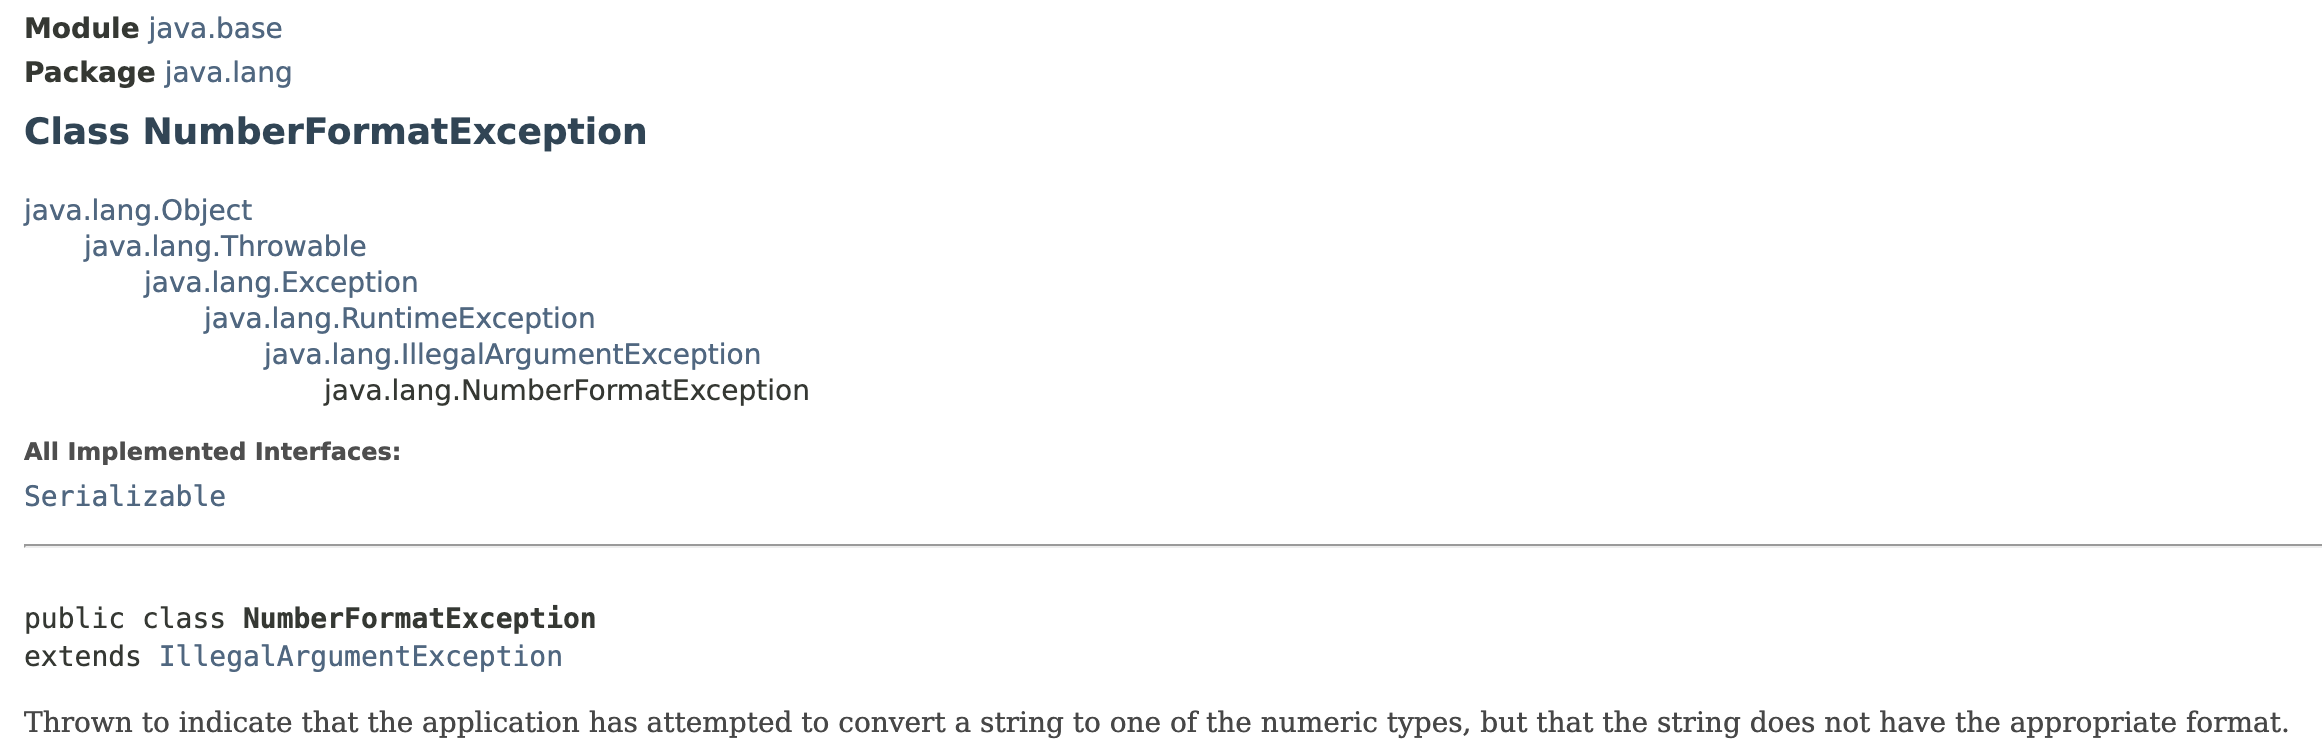 Module java.base
Package java.lang
Class NumberFormatException
java.lang.Object
java.lang.Throwable
java.lang.Exception
java.lang.RuntimeException
java.lang.IllegalArgumentException
java.lang.NumberFormatException
All Implemented Interfaces:
Serializable
public class NumberFormatException
extends IllegalArgumentException
Thrown to indicate that the application has attempted to convert a string to one of the numeric types, but that the string does not have the appropriate format.